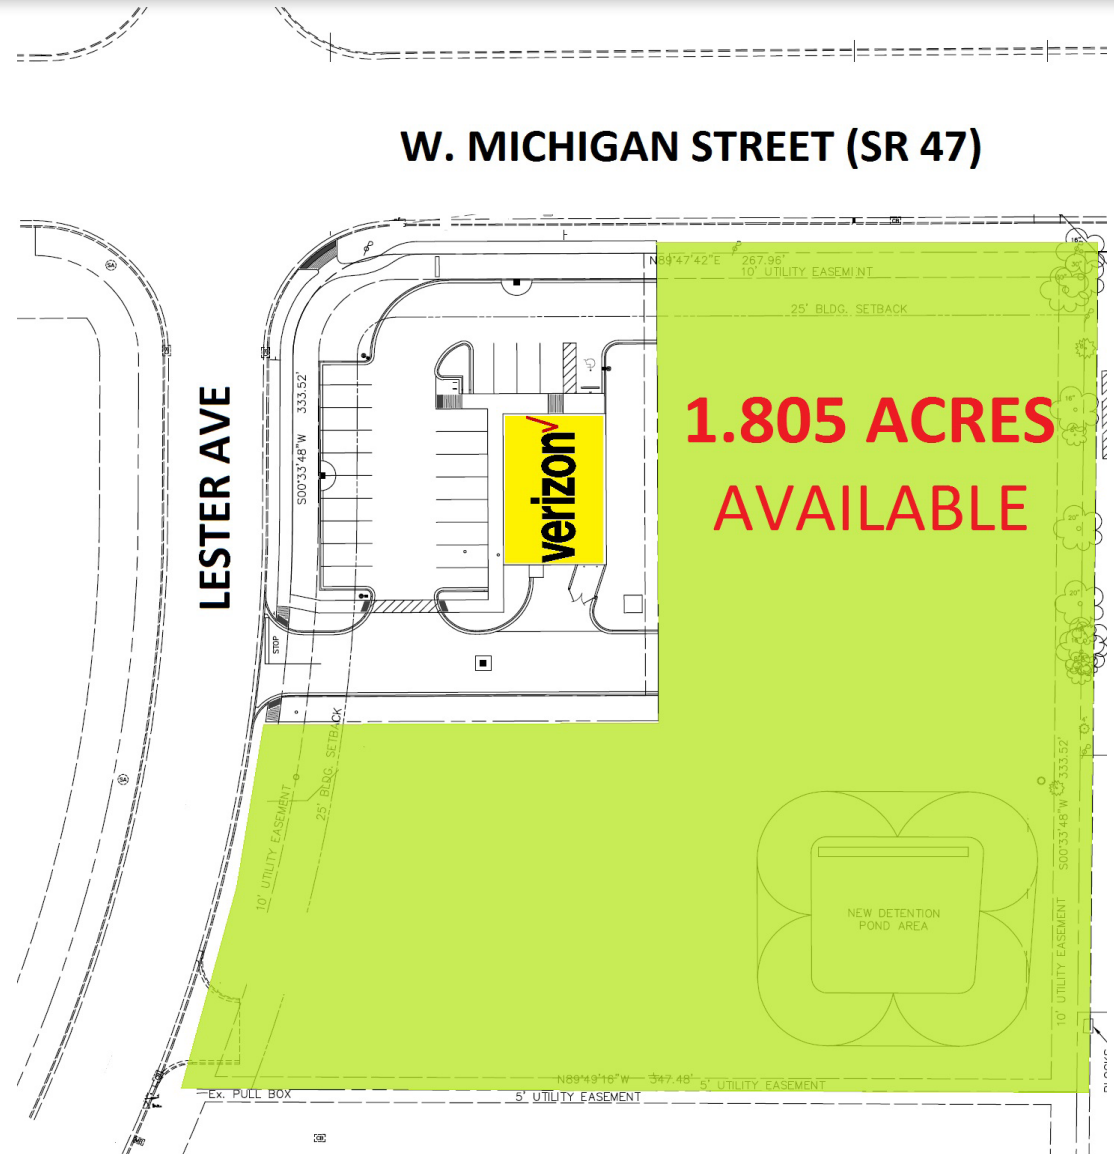 W. MICHIGAN STREET (SR 47)
N89°47'42"E 267.96'
10' UTILITY EASEMENT
25' BLDG. SETBACK
LESTER AVE
S00°33'48"W 333.52'
verizon
1.805 ACRES
AVAILABLE
STOP
25' BLDG. SETBACK
10' UTILITY EASEMENT
S00°33'48"W 333.52'
10' UTILITY EASEMENT
NEW DETENTION
POND AREA
N89°49'16"W 347.48'
5' UTILITY EASEMENT
Ex. PULL BOX
5' UTILITY EASEMENT